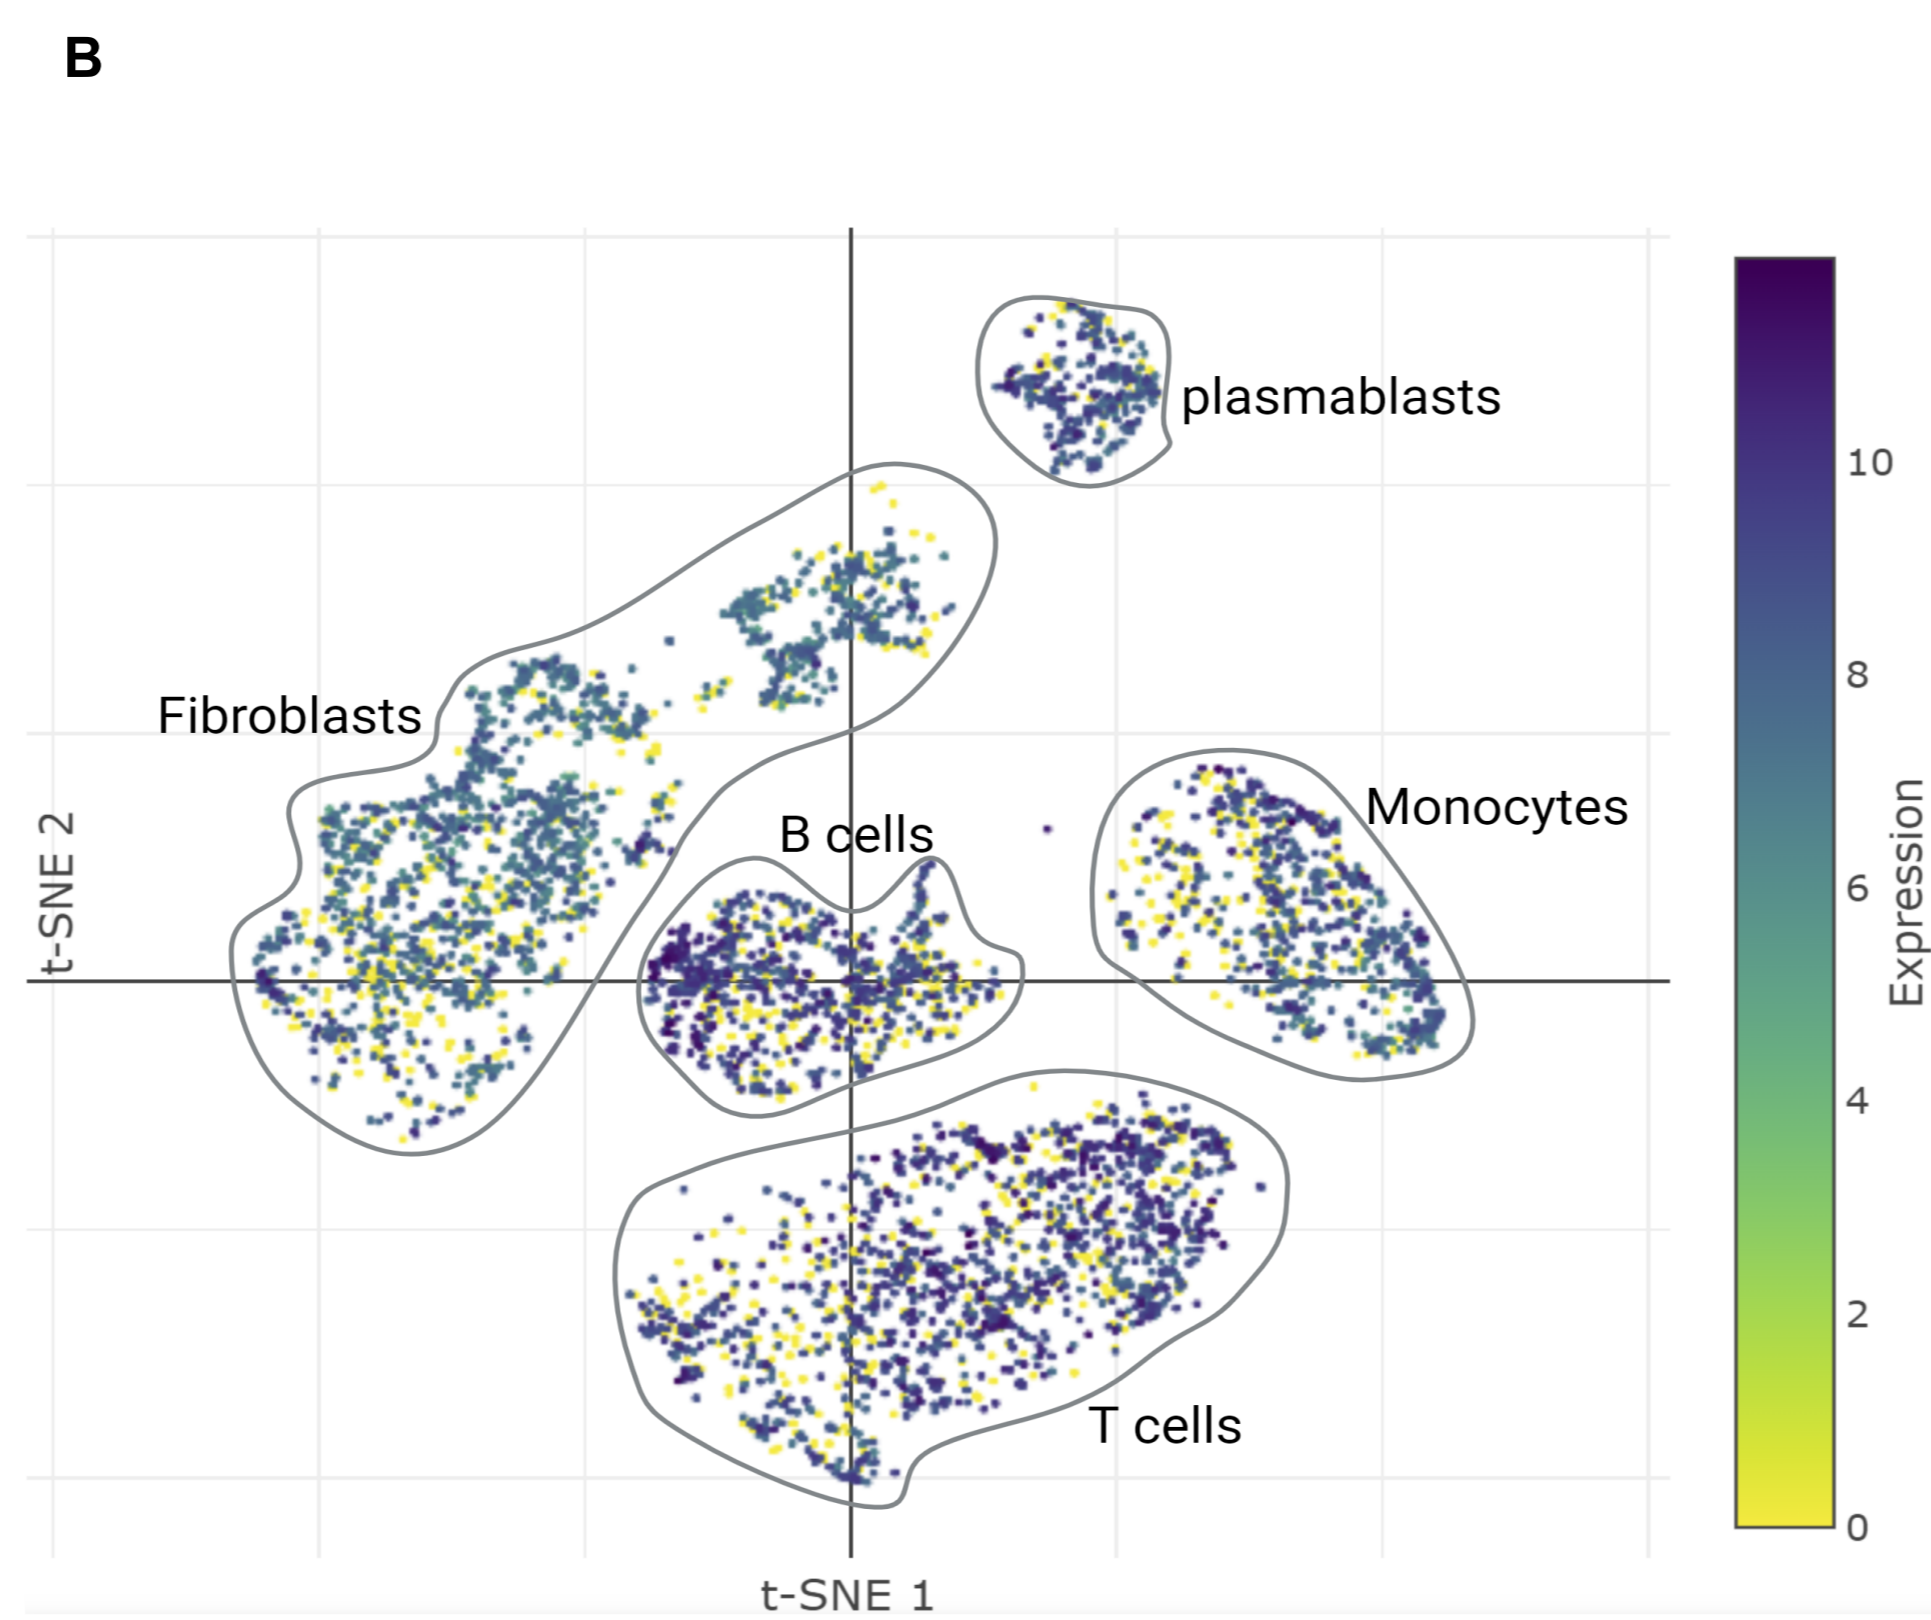 B
plasmablasts
Fibroblasts
Monocytes
B cells
T cells
t-SNE 2
t-SNE 1
10
8
6
4
2
0
Expression